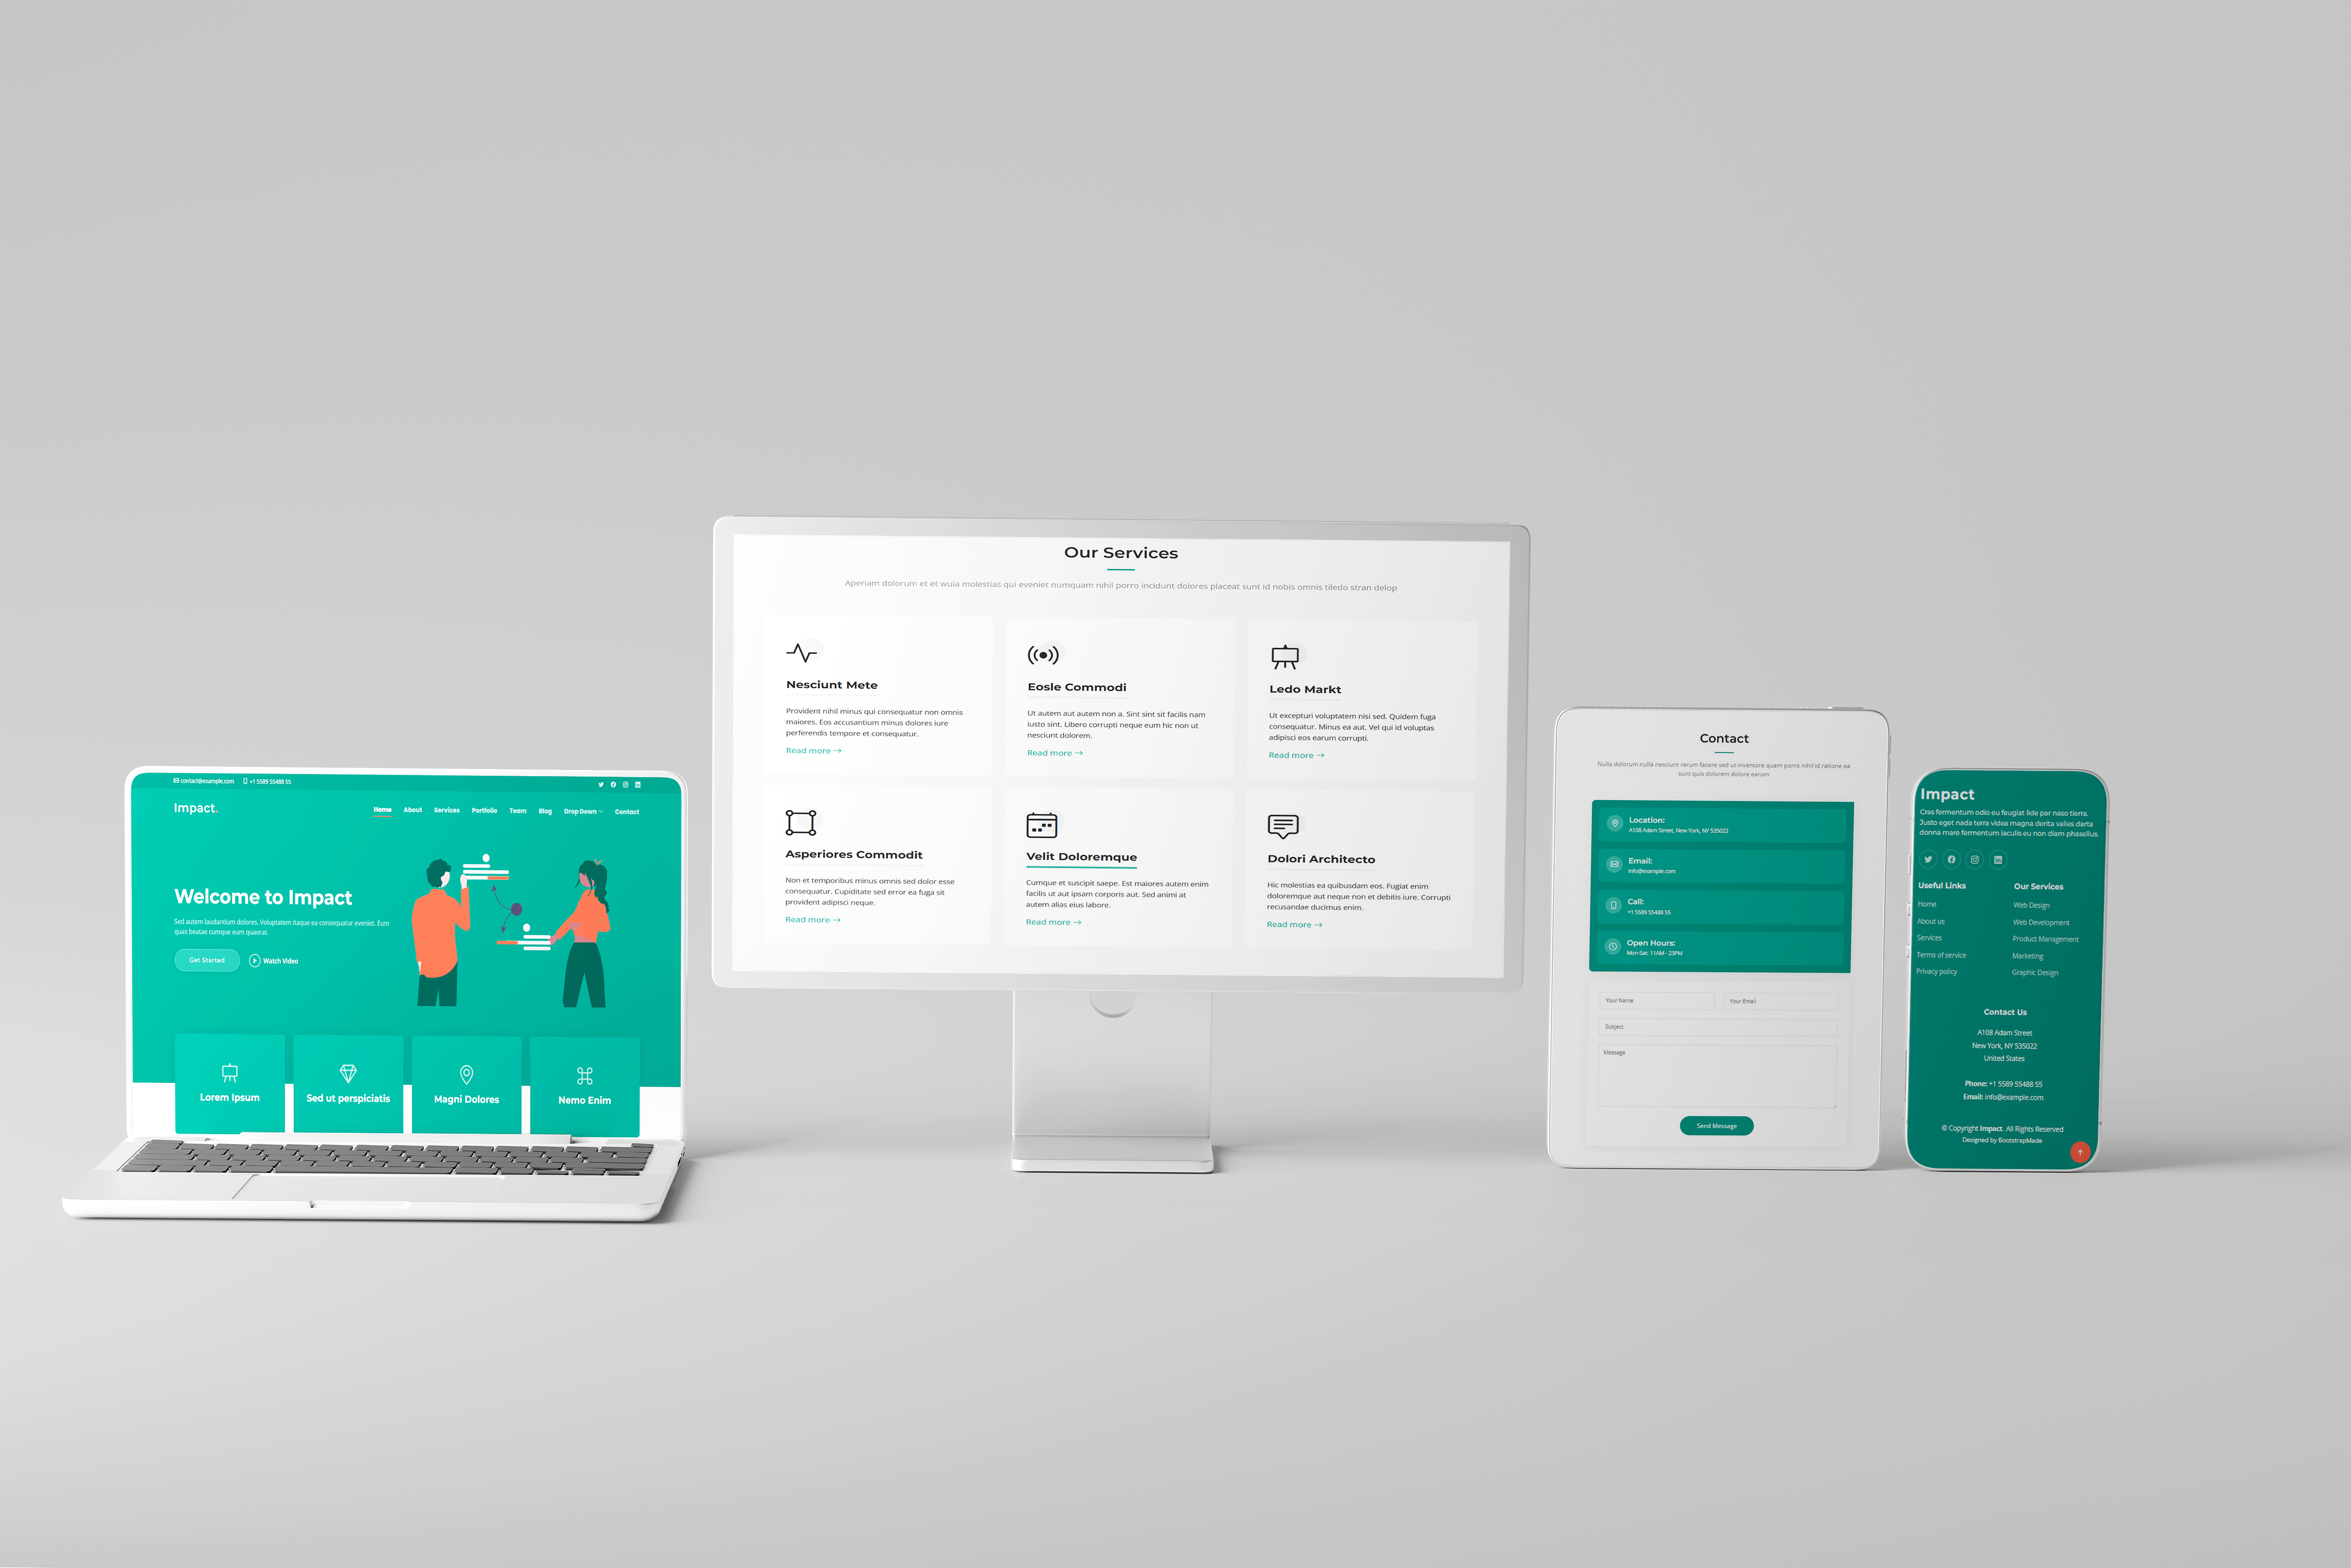 contact@example.com +1 5589 55488 55
Impact.
Home About Services Portfolio Team Blog Drop Down Contact
Welcome to Impact
Sed autem laudantium dolores. Voluptatem itaque ea consequatur eveniet. Eum
quas beatae cumque eum quaerat.
Get Started Watch Video
Lorem Ipsum
Sed ut perspiciatis
Magni Dolores
Nemo Enim
Our Services
Aperiam dolorum et et wuia molestias qui eveniet numquam nihil porro incidunt dolores placeat sunt id nobis omnis tiledo stran delop
Nesciunt Mete
Provident nihil minus qui consequatur non omnis
maiores. Eos accusantium minus dolores iure
perferendis tempore et consequatur.
Read more →
Eosle Commodi
Ut autem aut autem non a. Sint sint sit facilis nam
iusto sint. Libero corrupti neque eum hic non ut
nesciunt dolorem.
Read more →
Ledo Markt
Ut excepturi voluptatem nisi sed. Quidem fuga
consequatur. Minus ea aut. Vel qui id voluptas
adipisci eos earum corrupti.
Read more →
Asperiores Commodit
Non et temporibus minus omnis sed dolor esse
consequatur. Cupiditate sed error ea fuga sit
provident adipisci neque.
Read more →
Velit Doloremque
Cumque et suscipit saepe. Est maiores autem enim
facilis ut aut ipsam corporis aut. Sed animi at
autem alias eius labore.
Read more →
Dolori Architecto
Hic molestias ea quibusdam eos. Fugiat enim
doloremque aut neque non et debitis iure. Corrupti
recusandae ducimus enim.
Read more →
Contact
Nulla dolorum nulla nesciunt rerum facere sed ut inventore quam porro nihil id ratione ea
sunt quis dolorem dolore earum
Location:
A108 Adam Street, New York, NY 535022
Email:
info@example.com
Call:
+1 5589 55488 55
Open Hours:
Mon-Sat: 11AM - 23PM
Your Name Your Email
Subject
Message
Send Message
Impact
Cras fermentum odio eu feugiat lide par naso tierra.
Justo eget nada terra videa magna derita valies darta
donna mare fermentum iaculis eu non diam phasellus.
Useful Links
Home
About us
Services
Terms of service
Privacy policy
Our Services
Web Design
Web Development
Product Management
Marketing
Graphic Design
Contact Us
A108 Adam Street
New York, NY 535022
United States
Phone: +1 5589 55488 55
Email: info@example.com
© Copyright Impact. All Rights Reserved
Designed by BootstrapMade